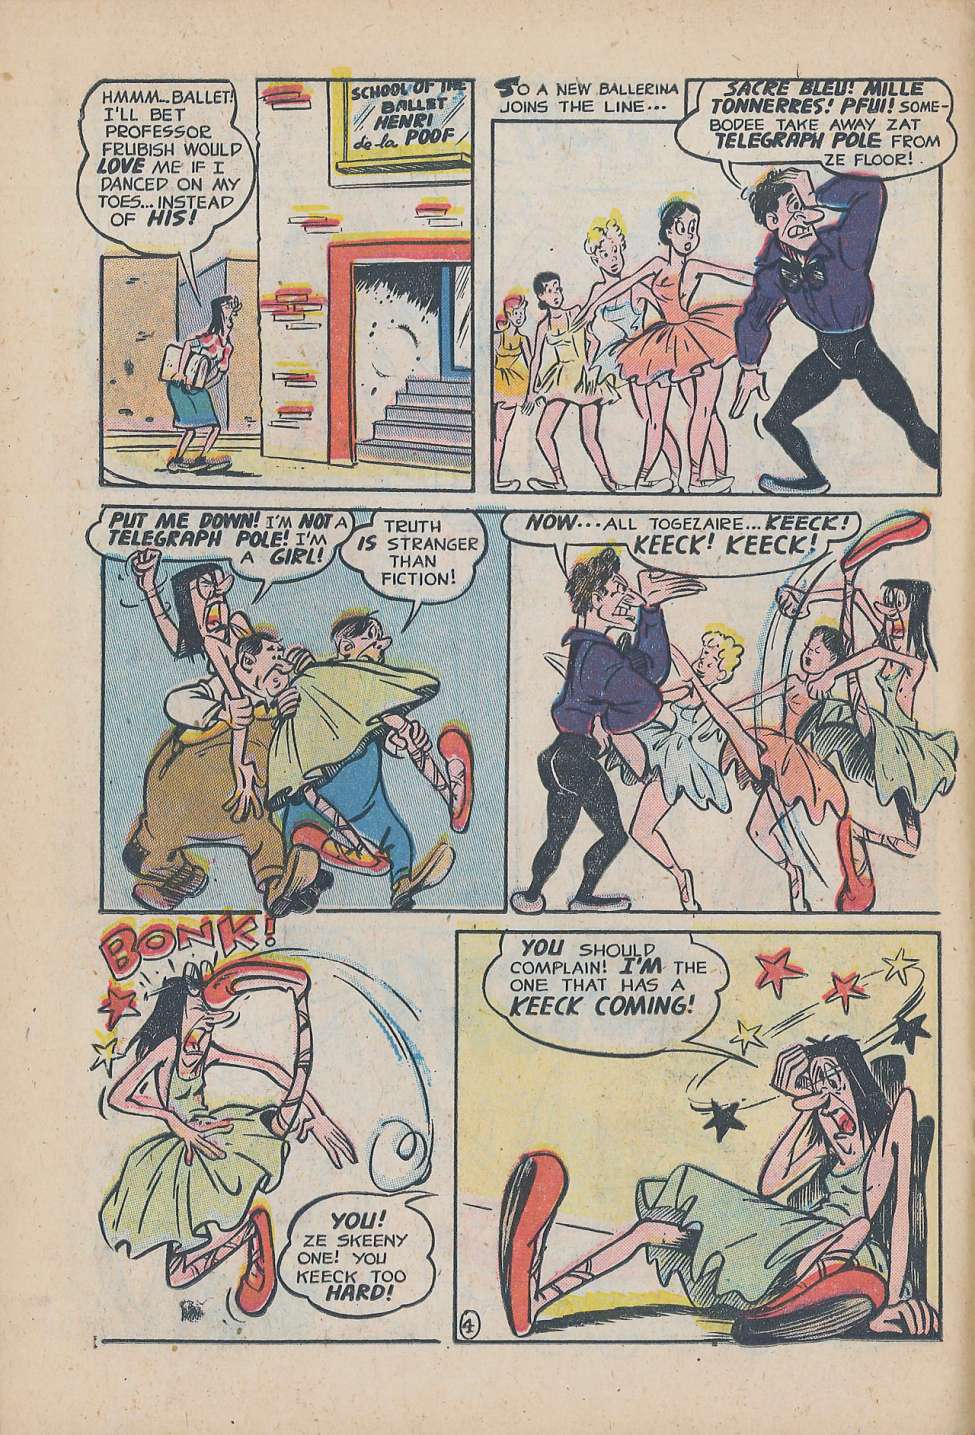 HMMM...BALLET!
I'LL BET
PROFESSOR
FRUBISH WOULD
LOVE ME IF I
DANCED ON MY
TOES...INSTEAD
OF HIS!
SCHOOL OF THE
BALLET
HENRI
de-la POOF
SO A NEW BALLERINA
JOINS THE LINE...
SACRE BLEU! MILLE
TONNERRES! PFUI! SOME-
BODEE TAKE AWAY ZAT
TELEGRAPH POLE FROM
ZE FLOOR!
PUT ME DOWN! I'M NOT A
TELEGRAPH POLE! I'M
A GIRL!
TRUTH
IS STRANGER
THAN
FICTION!
NOW...ALL TOGEZAIRE...KEECK!
KEECK! KEECK!
BONK!
YOU!
ZE SKEENY
ONE! YOU
KEECK TOO
HARD!
YOU SHOULD
COMPLAIN! I'M THE
ONE THAT HAS A
KEECK COMING!
4